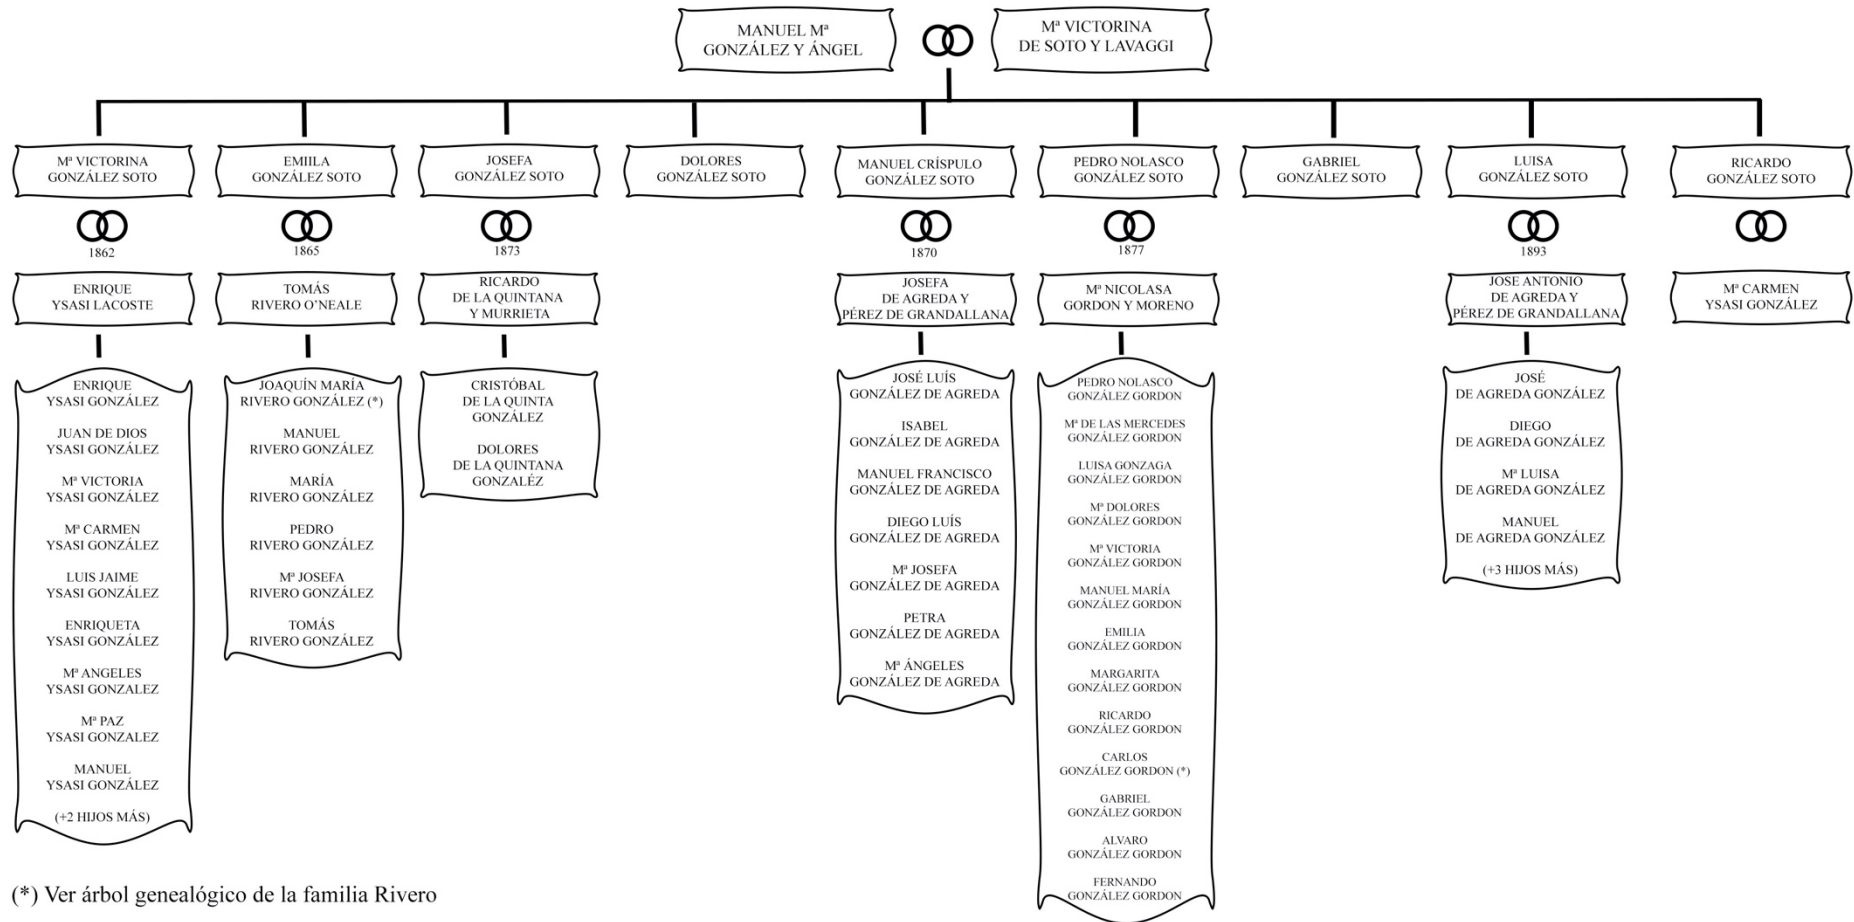 MANUEL Mª
GONZÁLEZ Y ÁNGEL
Mª VICTORINA
DE SOTO Y LAVAGGI
Mª VICTORINA
GONZÁLEZ SOTO
EMIILA
GONZÁLEZ SOTO
JOSEFA
GONZÁLEZ SOTO
DOLORES
GONZÁLEZ SOTO
MANUEL CRÍSPULO
GONZÁLEZ SOTO
PEDRO NOLASCO
GONZÁLEZ SOTO
GABRIEL
GONZÁLEZ SOTO
LUISA
GONZÁLEZ SOTO
RICARDO
GONZÁLEZ SOTO
1862
1865
1873
1870
1877
1893
ENRIQUE
YSASI LACOSTE
TOMÁS
RIVERO O'NEALE
RICARDO
DE LA QUINTANA
Y MURRIETA
JOSEFA
DE AGREDA Y
PÉREZ DE GRANDALLANA
Mª NICOLASA
GORDON Y MORENO
JOSE ANTONIO
DE AGREDA Y
PÉREZ DE GRANDALLANA
Mª CARMEN
YSASI GONZÁLEZ
ENRIQUE
YSASI GONZÁLEZ
JUAN DE DIOS
YSASI GONZÁLEZ
Mª VICTORIA
YSASI GONZÁLEZ
Mª CARMEN
YSASI GONZÁLEZ
LUIS JAIME
YSASI GONZÁLEZ
ENRIQUETA
YSASI GONZÁLEZ
Mª ANGELES
YSASI GONZALEZ
Mª PAZ
YSASI GONZALEZ
MANUEL
YSASI GONZÁLEZ
(+2 HIJOS MÁS)
JOAQUÍN MARÍA
RIVERO GONZÁLEZ (*)
MANUEL
RIVERO GONZÁLEZ
MARÍA
RIVERO GONZÁLEZ
PEDRO
RIVERO GONZÁLEZ
Mª JOSEFA
RIVERO GONZÁLEZ
TOMÁS
RIVERO GONZÁLEZ
CRISTÓBAL
DE LA QUINTA
GONZÁLEZ
DOLORES
DE LA QUINTANA
GONZALÉZ
JOSÉ LUÍS
GONZÁLEZ DE AGREDA
ISABEL
GONZÁLEZ DE AGREDA
MANUEL FRANCISCO
GONZÁLEZ DE AGREDA
DIEGO LUÍS
GONZÁLEZ DE AGREDA
Mª JOSEFA
GONZÁLEZ DE AGREDA
PETRA
GONZÁLEZ DE AGREDA
Mª ÁNGELES
GONZÁLEZ DE AGREDA
PEDRO NOLASCO
GONZÁLEZ GORDON
Mª DE LAS MERCEDES
GONZÁLEZ GORDON
LUISA GONZAGA
GONZÁLEZ GORDON
Mª DOLORES
GONZÁLEZ GORDON
Mª VICTORIA
GONZÁLEZ GORDON
MANUEL MARÍA
GONZÁLEZ GORDON
EMILIA
GONZÁLEZ GORDON
MARGARITA
GONZÁLEZ GORDON
RICARDO
GONZÁLEZ GORDON
CARLOS
GONZÁLEZ GORDON (*)
GABRIEL
GONZÁLEZ GORDON
ALVARO
GONZÁLEZ GORDON
FERNANDO
GONZÁLEZ GORDON
JOSÉ
DE AGREDA GONZÁLEZ
DIEGO
DE AGREDA GONZÁLEZ
Mª LUISA
DE AGREDA GONZÁLEZ
MANUEL
DE AGREDA GONZÁLEZ
(+3 HIJOS MÁS)
(*) Ver árbol genealógico de la familia Rivero